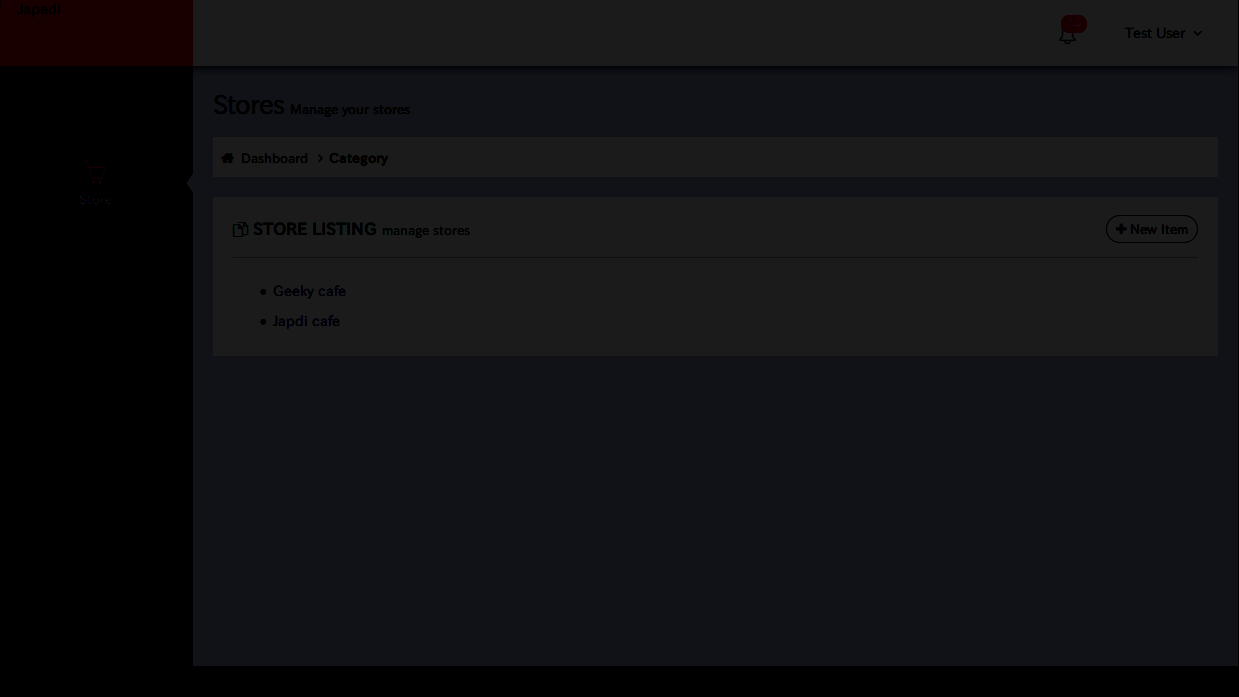 Japedi
Test User
Stores Manage your stores
Dashboard > Category
Store
STORE LISTING manage stores
+ New Item
Geeky cafe
Japdi cafe